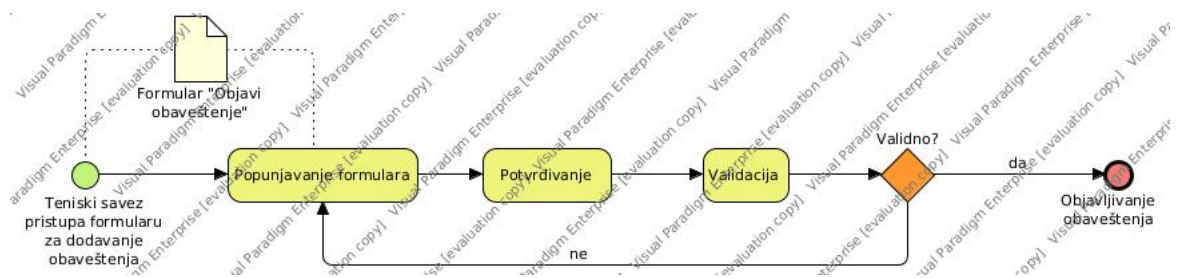 Formular "Objavi
obaveštenje"
Popunjavanje formulara
Potvrđivanje
Validacija
Validno?
da
ne
Teniski savez
pristupa formularu
za dodavanje
obaveštenja
Objavljivanje
obaveštenja
Visual Paradigm Enterprise [evaluation copy]